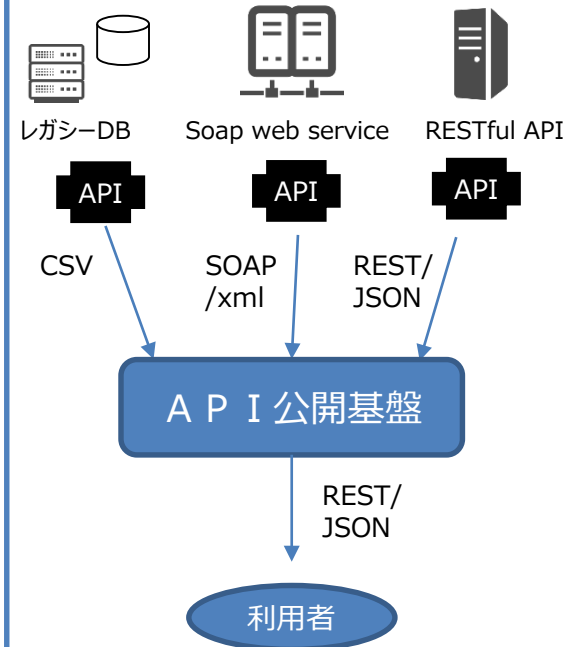 レガシーDB
Soap web service
RESTful API
API
API
API
CSV
SOAP
/xml
REST/
JSON
ＡＰＩ公開基盤
REST/
JSON
利用者